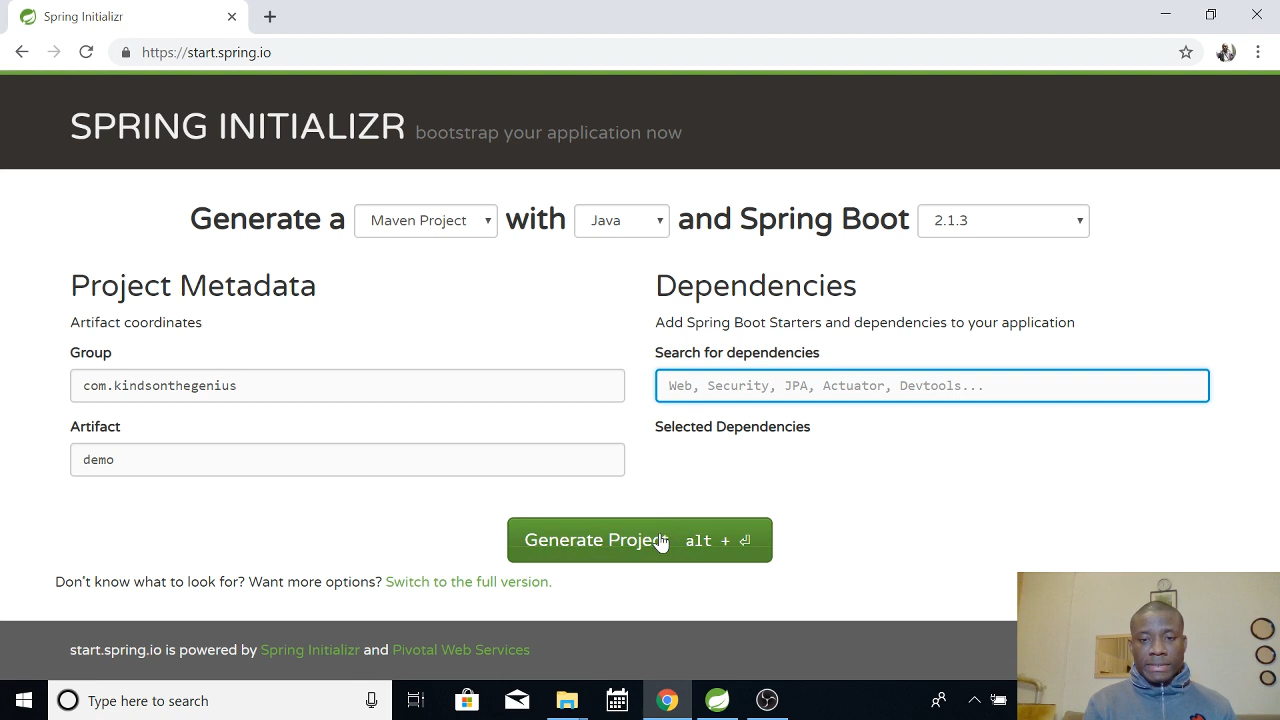 Spring Initializr
https://start.spring.io
SPRING INITIALIZR bootstrap your application now
Generate a Maven Project with Java and Spring Boot 2.1.3
Project Metadata
Artifact coordinates
Group
com.kindsonthegenius
Artifact
demo
Dependencies
Add Spring Boot Starters and dependencies to your application
Search for dependencies
Web, Security, JPA, Actuator, Devtools...
Selected Dependencies
Generate Project alt + ⏎
Don't know what to look for? Want more options? Switch to the full version.
start.spring.io is powered by Spring Initializr and Pivotal Web Services
Type here to search